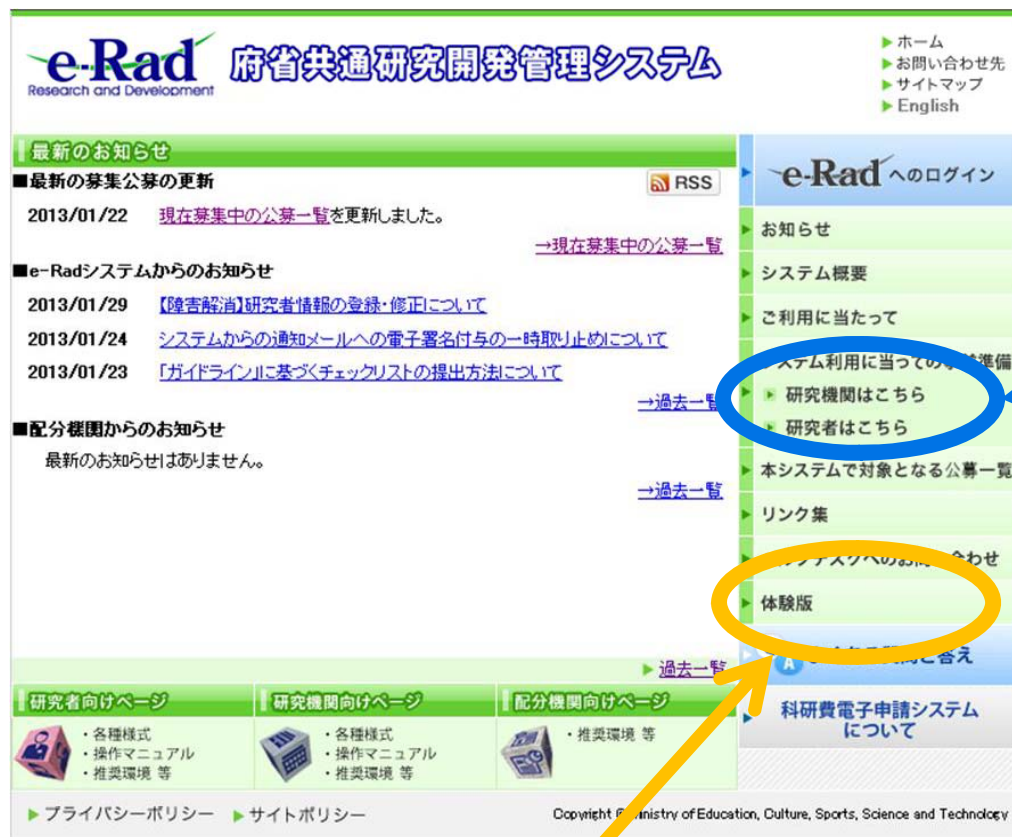 e-Rad 府省共通研究開発管理システム
Research and Development
ホーム
お問い合わせ先
サイトマップ
English
最新のお知らせ
■最新の募集公募の更新
RSS
2013/01/22 現在募集中の公募一覧を更新しました。
→現在募集中の公募一覧
■e-Radシステムからのお知らせ
2013/01/29 【障害解消】研究者情報の登録・修正について
2013/01/24 システムからの通知メールへの電子署名付与の一時取り止めについて
2013/01/23 「ガイドライン」に基づくチェックリストの提出方法について
→過去一覧
■配分機関からのお知らせ
最新のお知らせはありません。
→過去一覧
過去一覧
e-Radへのログイン
お知らせ
システム概要
ご利用に当たって
システム利用に当っての 準備
研究機関はこちら
研究者はこちら
本システムで対象となる公募一覧
リンク集
合わせ
体験版
答え
科研費電子申請システム
について
研究者向けページ
・各種様式
・操作マニュアル
・推奨環境 等
研究機関向けページ
・各種様式
・操作マニュアル
・推奨環境 等
配分機関向けページ
・推奨環境 等
プライバシーポリシー サイトポリシー
Copyright © Ministry of Education, Culture, Sports, Science and Technology